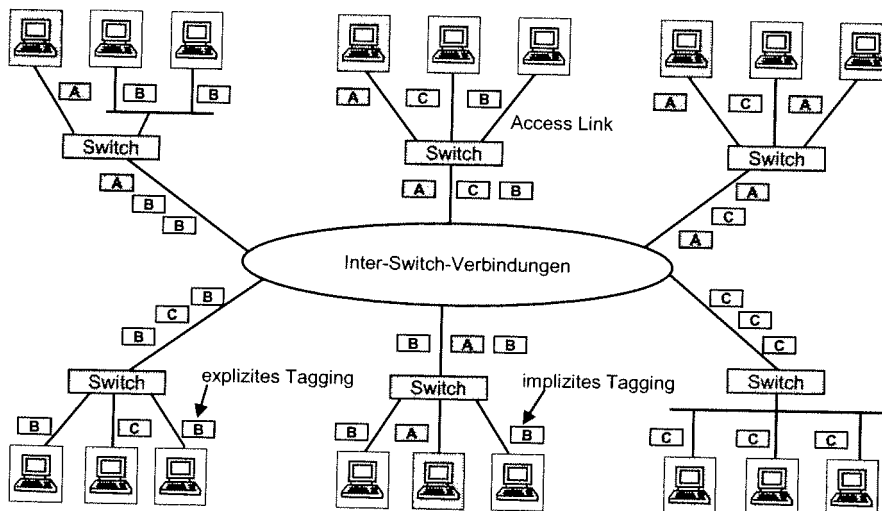 A B B
A C B
Access Link
A C A
Switch
Switch
Switch
A
B
B
A C B
A
C
A
Inter-Switch-Verbindungen
B
C
B
B A B
C
C
C
Switch
explizites Tagging
Switch
implizites Tagging
Switch
B C B
B A B
C C C